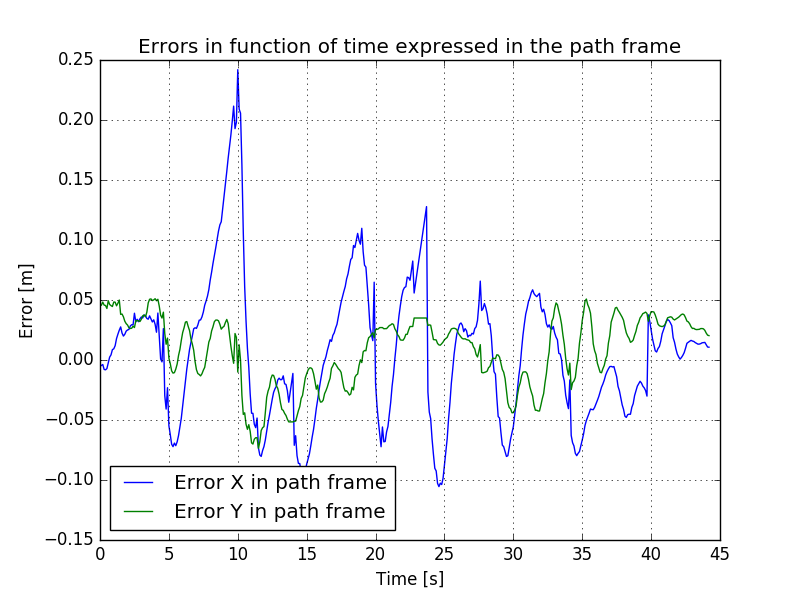 Errors in function of time expressed in the path frame
0.25
0.20
0.15
0.10
0.05
0.00
−0.05
−0.10
−0.15
Error [m]
Error X in path frame
Error Y in path frame
0 5 10 15 20 25 30 35 40 45
Time [s]